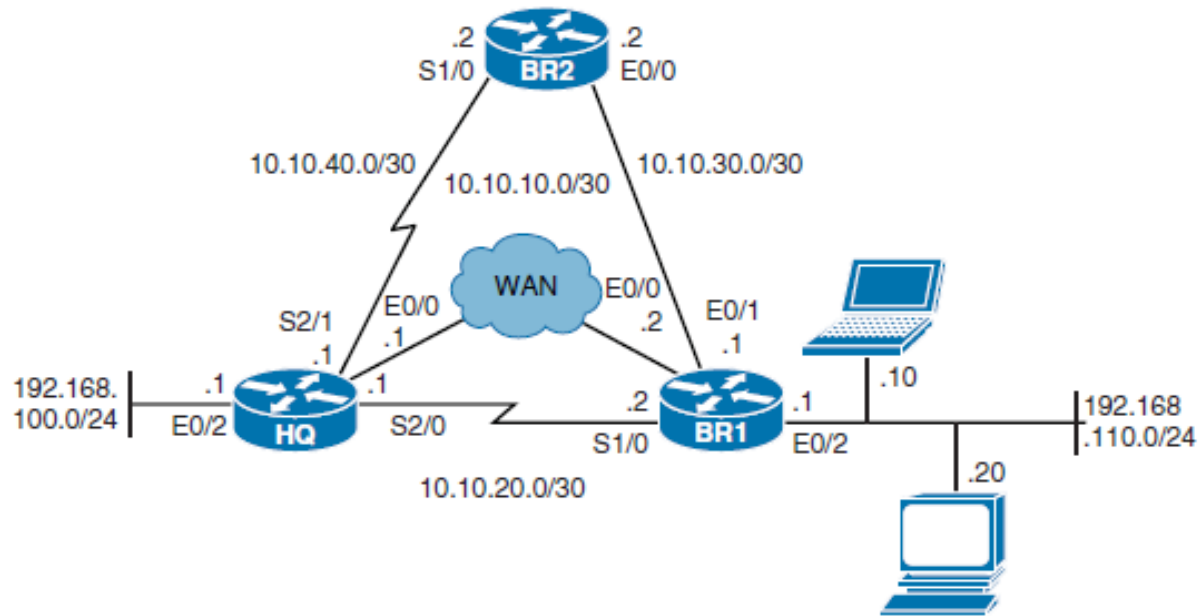 .2
S1/0
BR2
.2
E0/0
10.10.40.0/30
10.10.10.0/30
10.10.30.0/30
WAN
S2/1
.1
E0/0
.1
E0/0
.2
E0/1
.1
192.168.
100.0/24
.1
E0/2
HQ
.1
S2/0
10.10.20.0/30
.2
S1/0
BR1
.1
E0/2
.10
.20
192.168
.110.0/24